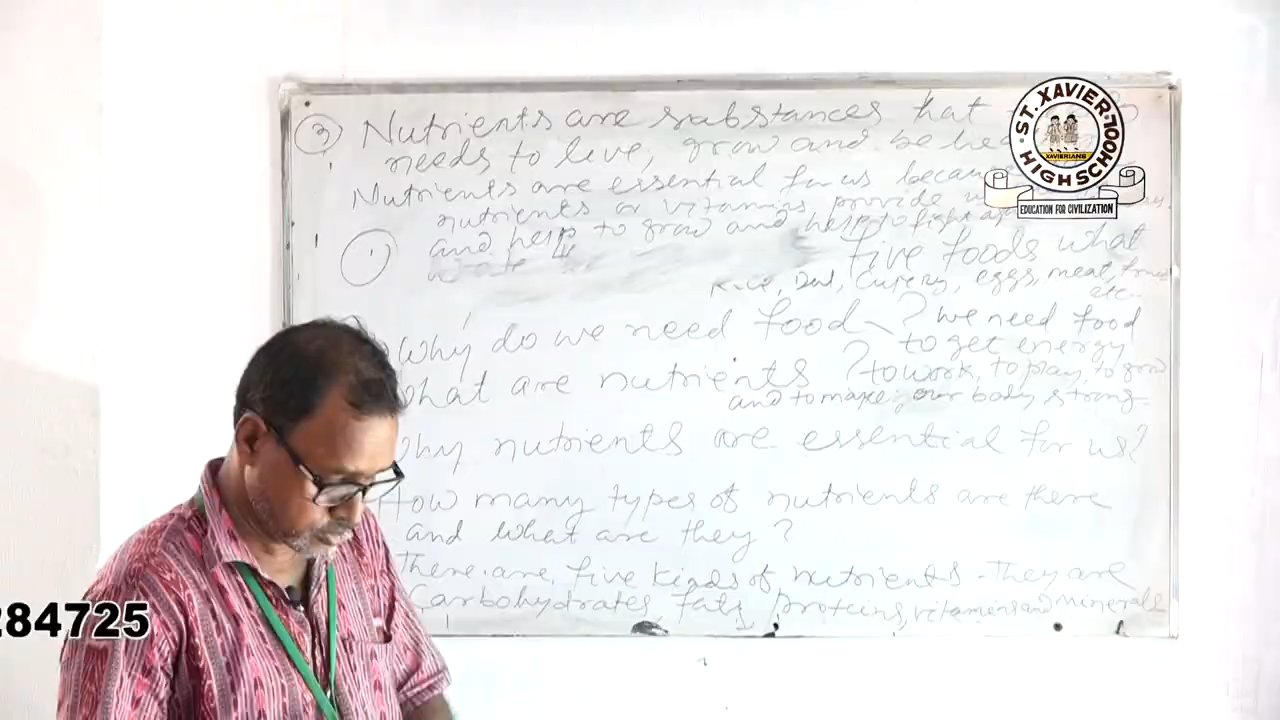 ③ Nutrients are substances that
needs to live, grow and be
Nutrients are essential for us
nutrients or vitamins provide
and help to grow and help to fight
①
five foods what
Rice, Dal, eggs, meat,
etc.
Why do we need food ? we need food
to get energy
What are nutrients ? to work, to play, to grow
and to make our body strong
Why nutrients are essential for us?
How many types of nutrients are there
and what are they ?
There are five kinds of nutrients. They are
Carbohydrates, fats, proteins, vitamins and minerals
ST. XAVIER
HIGH SCHOOL
XAVIERIANS
EDUCATION FOR CIVILIZATION
284725